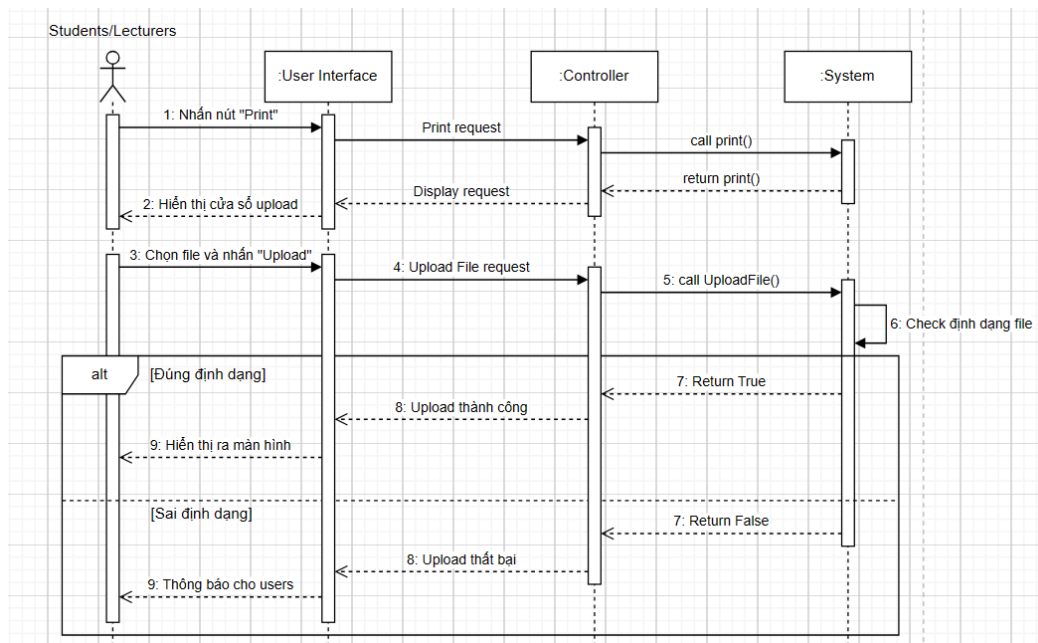 Students/Lecturers
:User Interface
:Controller
:System
1: Nhấn nút "Print"
Print request
call print()
return print()
Display request
2: Hiển thị cửa sổ upload
3: Chọn file và nhấn "Upload"
4: Upload File request
5: call UploadFile()
6: Check định dạng file
alt
[Đúng định dạng]
7: Return True
8: Upload thành công
9: Hiển thị ra màn hình
[Sai định dạng]
7: Return False
8: Upload thất bại
9: Thông báo cho users